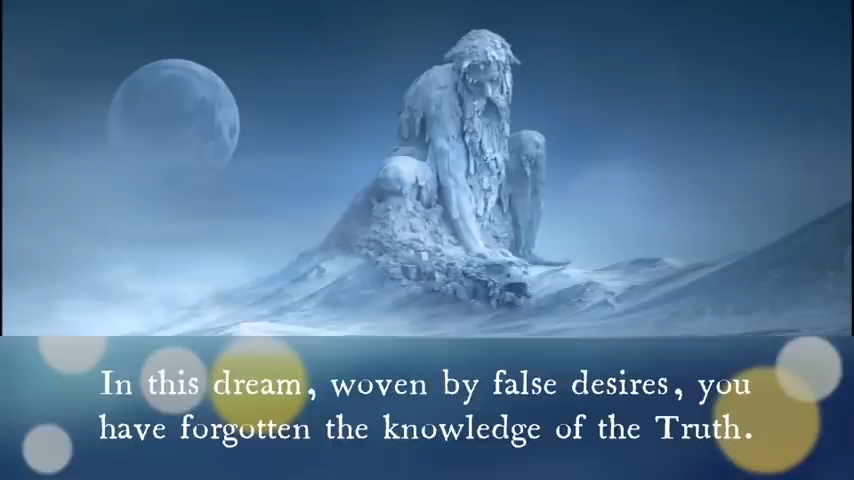 In this dream, woven by false desires, you
have forgotten the knowledge of the Truth.